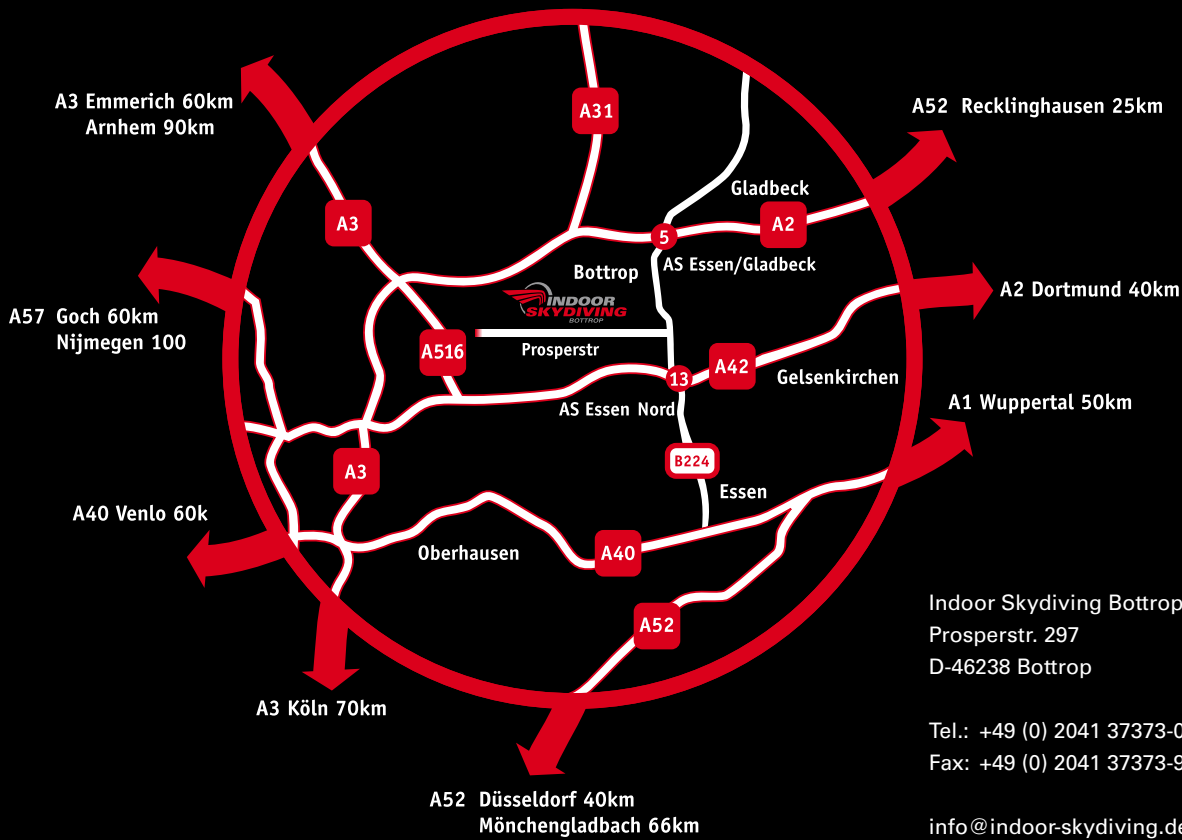 A31
A3 Emmerich 60km
Arnhem 90km
A52 Recklinghausen 25km
Gladbeck
A3
A2
5
AS Essen/Gladbeck
Bottrop
A2 Dortmund 40km
INDOOR
SKYDIVING
BOTTROP
A57 Goch 60km
Nijmegen 100
Prosperstr
A516
A42
13
Gelsenkirchen
AS Essen Nord
A1 Wuppertal 50km
A3
B224
Essen
A40 Venlo 60k
Oberhausen
A40
A52
A3 Köln 70km
A52 Düsseldorf 40km
Mönchengladbach 66km
Indoor Skydiving Bottrop
Prosperstr. 297
D-46238 Bottrop
Tel.: +49 (0) 2041 37373-0
Fax: +49 (0) 2041 37373-9
info@indoor-skydiving.de